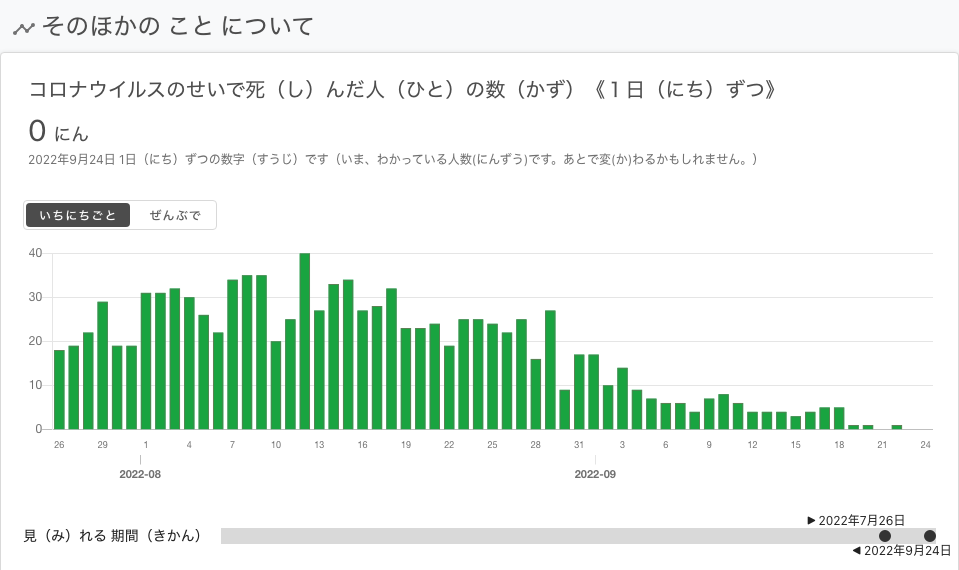 そのほかの こと について
コロナウイルスのせいで死（し）んだ人（ひと）の数（かず）《１日（にち）ずつ》
0 にん
2022年9月24日 1日（にち）ずつの数字（すうじ）です（いま、わかっている人数(にんずう)です。あとで変(か)わるかもしれません。）
いちにちごと ぜんぶで
40
30
20
10
0
26 29 1 4 7 10 13 16 19 22 25 28 31 3 6 9 12 15 18 21 24
2022-08 2022-09
▶ 2022年7月26日
見（み）れる 期間（きかん）
◀ 2022年9月24日